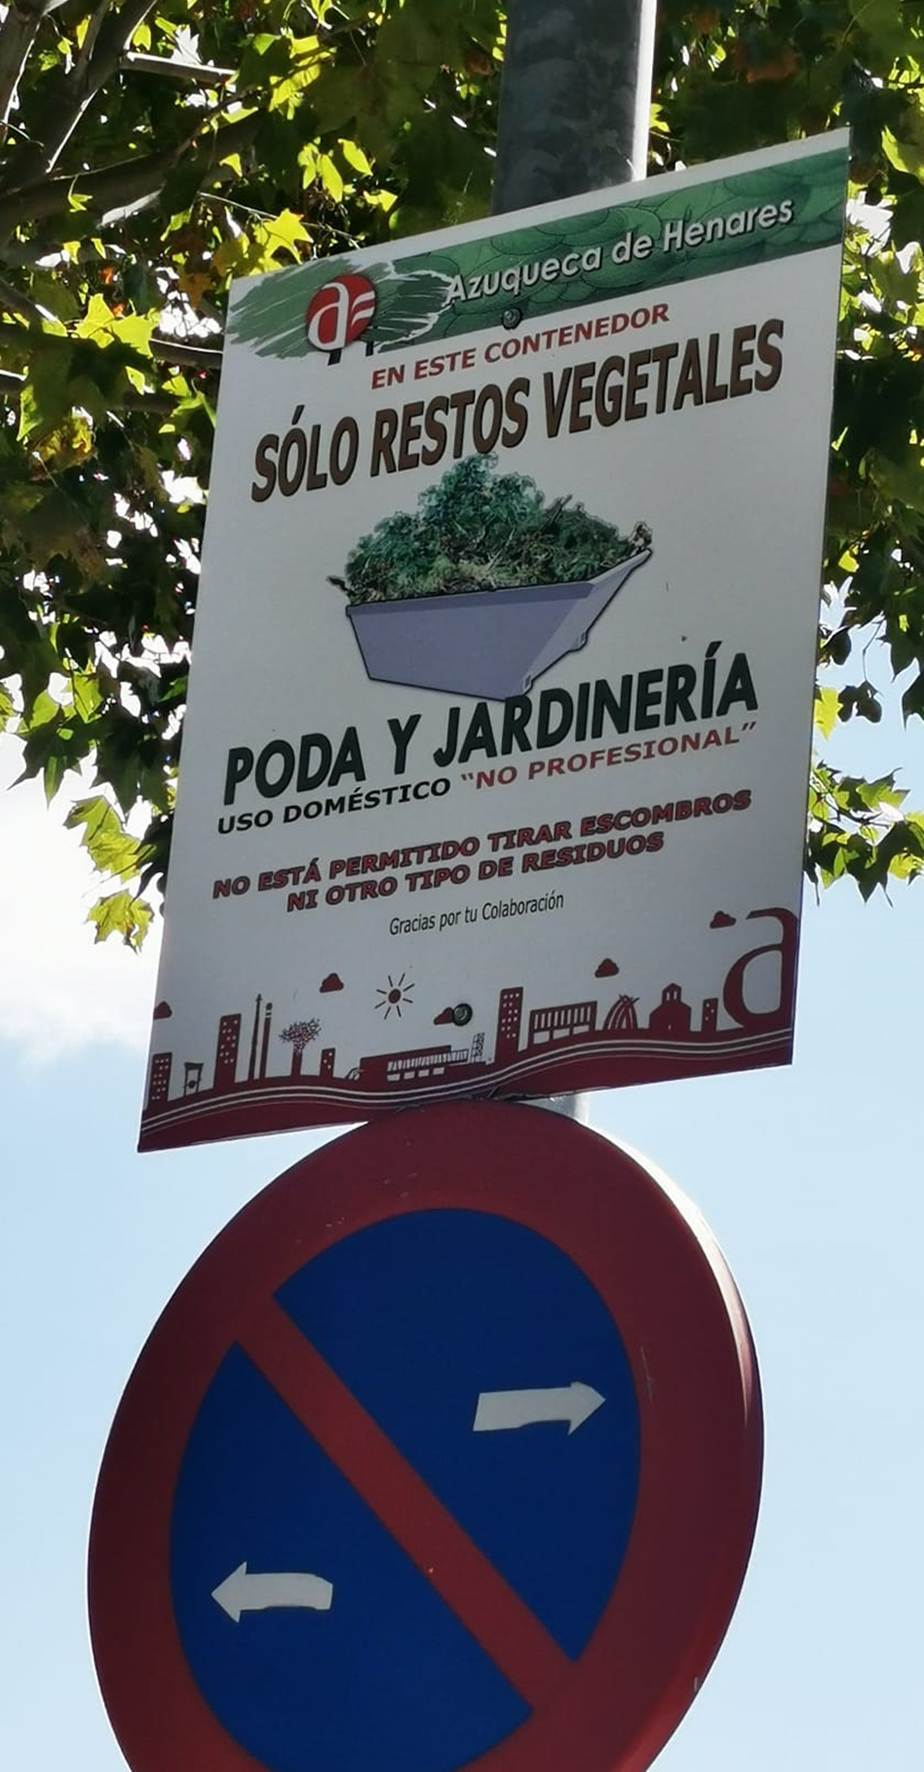 Azuqueca de Henares
EN ESTE CONTENEDOR
SÓLO RESTOS VEGETALES
PODA Y JARDINERÍA
USO DOMÉSTICO "NO PROFESIONAL"
NO ESTÁ PERMITIDO TIRAR ESCOMBROS
NI OTRO TIPO DE RESIDUOS
Gracias por tu Colaboración
a